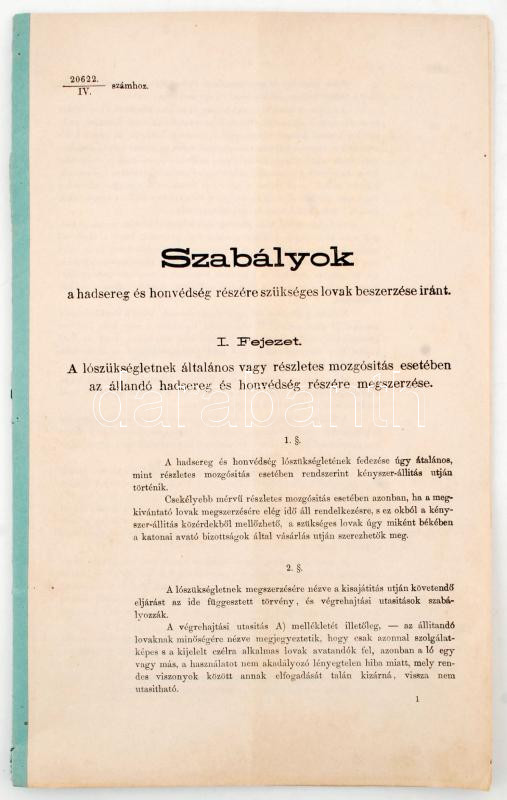 20622.
IV. számhoz.
Szabályok
a hadsereg és honvédség részére szükséges lovak beszerzése iránt.
I. Fejezet.
A lószükségletnek általános vagy részletes mozgósitás esetében
az állandó hadsereg és honvédség részére megszerzése.
darabanth
1. §.
A hadsereg és honvédség lószükségletének fedezése úgy átalános,
mint részletes mozgósitás esetében rendszerint kényszer-állitás utján
történik.
Csekélyebb mérvű részletes mozgósitás esetében azonban, ha a meg-
kivántató lovak megszerzésére elég idő áll rendelkezésre, s ez okból a kény-
szer-állitás közérdekből mellőzhető, a szükséges lovak úgy miként békében
a katonai avató bizottságok által vásárlás utján szerezhetők meg.
2. §.
A lószükségletnek megszerzésére nézve a kisajátitás utján követendő
eljárást az ide függesztett törvény, és végrehajtási utasitások szabá-
lyozzák.
A végrehajtási utasitás A) mellékletét illetőleg, — az állitandó
lovaknak minőségére nézve megjegyeztetik, hogy csak azonnal szolgálat-
képes s a kijelelt czélra alkalmas lovak avatandók fel, azonban a ló egy
vagy más, a használatot nem akadályozó lényegtelen hiba miatt, mely ren-
des viszonyok között annak elfogadását talán kizárná, vissza nem
utasitható.
1